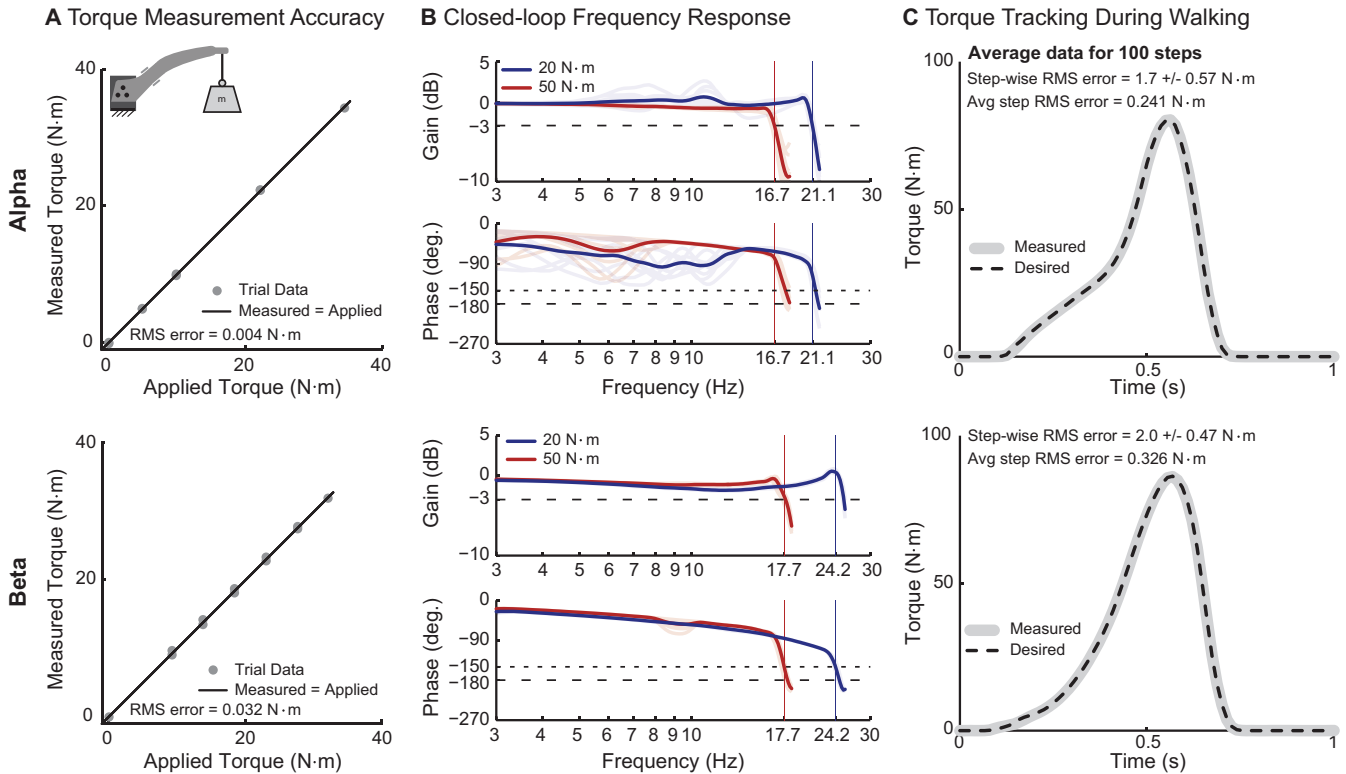 A Torque Measurement Accuracy
B Closed-loop Frequency Response
C Torque Tracking During Walking
Alpha
40
20
0
Measured Torque (N·m)
m
Trial Data
Measured = Applied
RMS error = 0.004 N·m
0
20
40
Applied Torque (N·m)
5
0
−3
−10
Gain (dB)
20 N·m
50 N·m
3
4
5
6
7
8
9
10
16.7
21.1
30
0
−90
−150
−180
−270
Phase (deg.)
3
4
5
6
7
8
9
10
16.7
21.1
30
Frequency (Hz)
100
50
0
Torque (N·m)
Average data for 100 steps
Step-wise RMS error = 1.7 +/- 0.57 N·m
Avg step RMS error = 0.241 N·m
Measured
Desired
0
0.5
1
Time (s)
Beta
40
20
0
Measured Torque (N·m)
Trial Data
Measured = Applied
RMS error = 0.032 N·m
0
20
40
Applied Torque (N·m)
5
0
−3
−10
Gain (dB)
20 N·m
50 N·m
3
4
5
6
7
8
9
10
17.7
24.2
30
0
−90
−150
−180
−270
Phase (deg.)
3
4
5
6
7
8
9
10
17.7
24.2
30
Frequency (Hz)
100
50
0
Torque (N·m)
Step-wise RMS error = 2.0 +/- 0.47 N·m
Avg step RMS error = 0.326 N·m
Measured
Desired
0
0.5
1
Time (s)